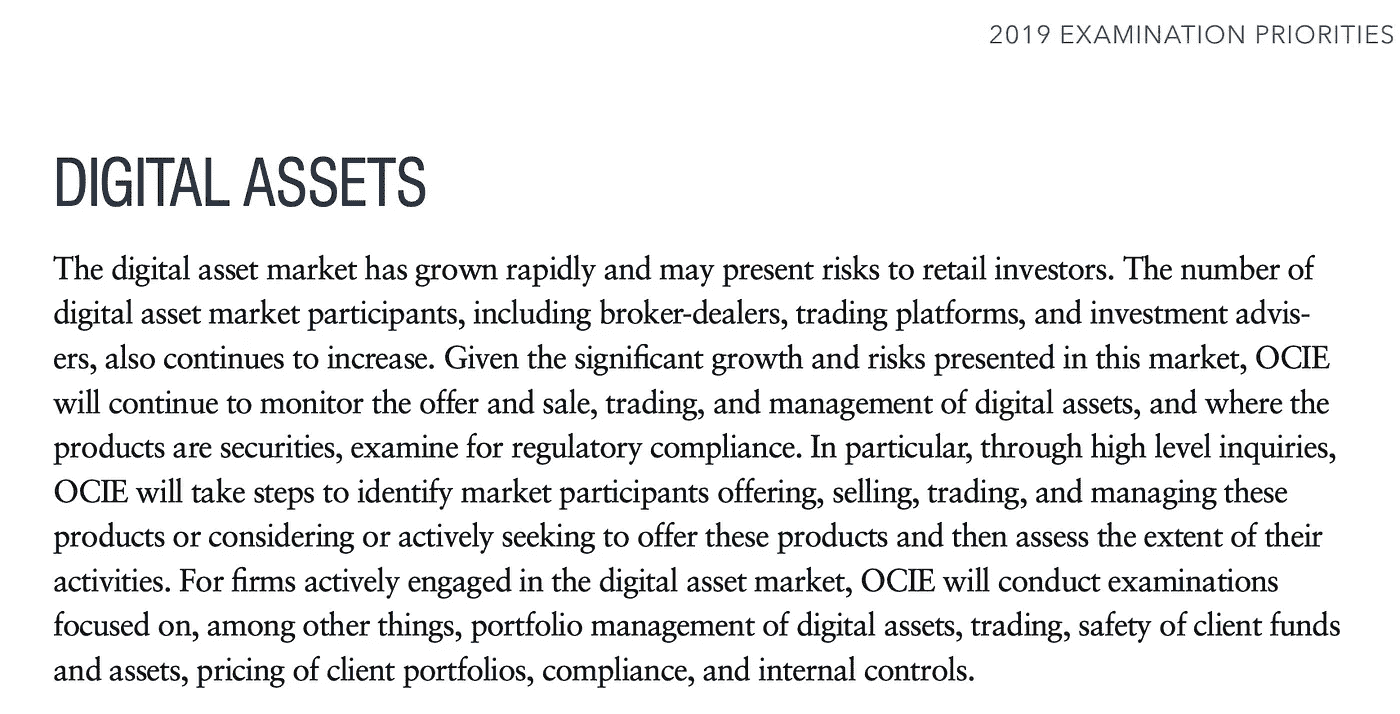 2019 EXAMINATION PRIORITIES
DIGITAL ASSETS
The digital asset market has grown rapidly and may present risks to retail investors. The number of
digital asset market participants, including broker-dealers, trading platforms, and investment advis-
ers, also continues to increase. Given the significant growth and risks presented in this market, OCIE
will continue to monitor the offer and sale, trading, and management of digital assets, and where the
products are securities, examine for regulatory compliance. In particular, through high level inquiries,
OCIE will take steps to identify market participants offering, selling, trading, and managing these
products or considering or actively seeking to offer these products and then assess the extent of their
activities. For firms actively engaged in the digital asset market, OCIE will conduct examinations
focused on, among other things, portfolio management of digital assets, trading, safety of client funds
and assets, pricing of client portfolios, compliance, and internal controls.